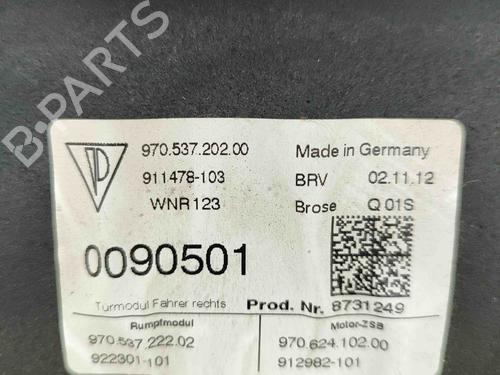 B-PARTS
970.537.202.00 Made in Germany
911478-103 BRV 02.11.12
WNR123 Brose Q 01S
0090501
Türmodul Fahrer rechts Prod. Nr. 8731249
Rumpfmodul Motor-ZSB
970.537.222.02 970.624.102.00
922301-101 912982-101